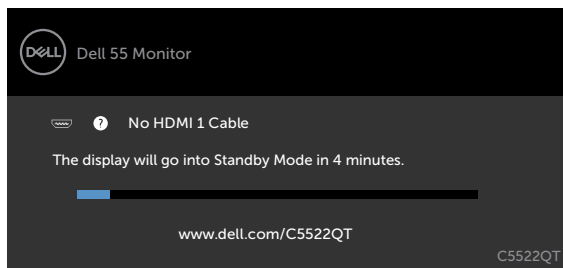 DELL Dell 55 Monitor
? No HDMI 1 Cable
The display will go into Standby Mode in 4 minutes.
www.dell.com/C5522QT
C5522QT